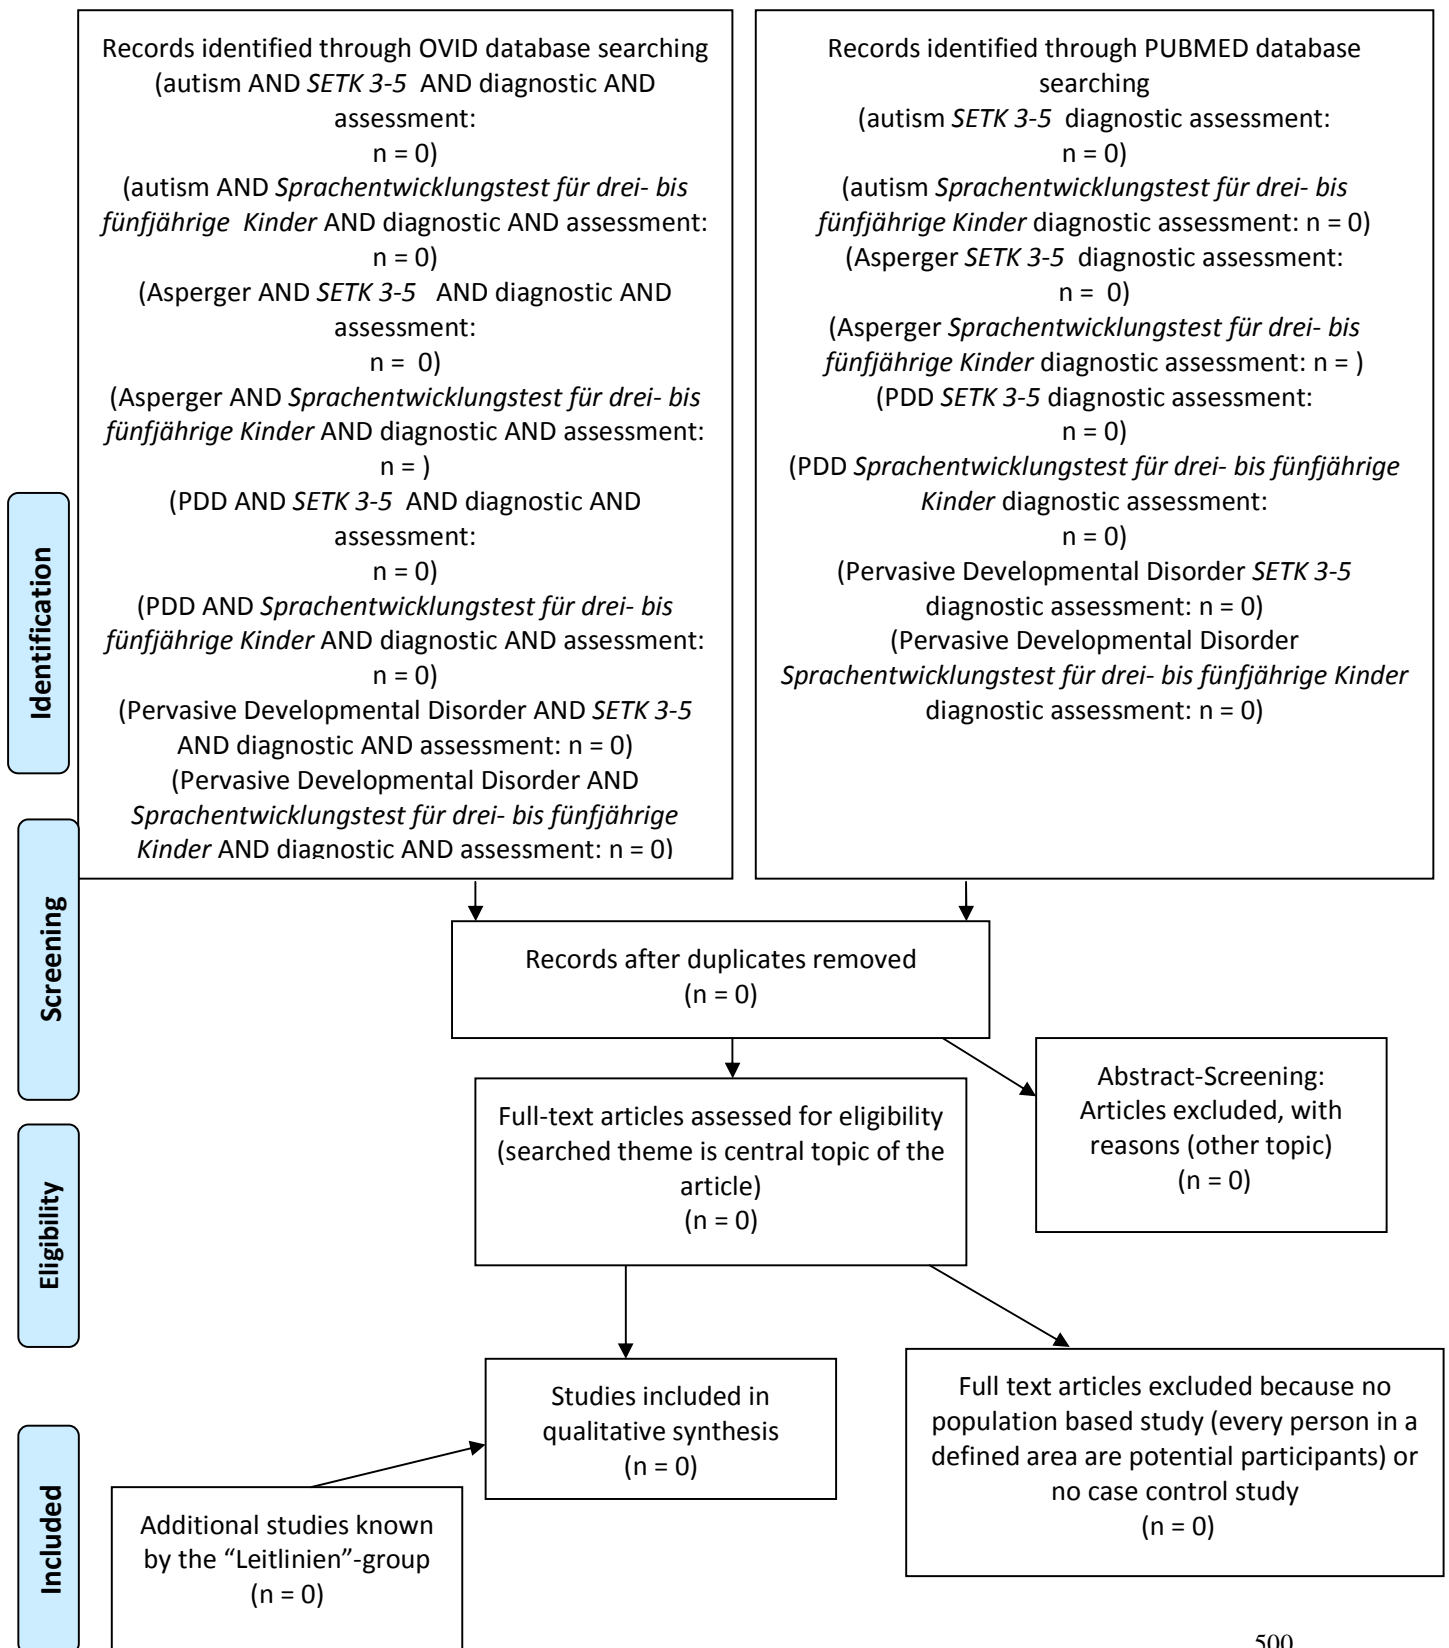 Records identified through OVID database searching
(autism AND SETK 3-5 AND diagnostic AND
assessment:
n = 0)
(autism AND Sprachentwicklungstest für drei- bis
fünfjährige Kinder AND diagnostic AND assessment:
n = 0)
(Asperger AND SETK 3-5 AND diagnostic AND
assessment:
n = 0)
(Asperger AND Sprachentwicklungstest für drei- bis
fünfjährige Kinder AND diagnostic AND assessment:
n = )
(PDD AND SETK 3-5 AND diagnostic AND
assessment:
n = 0)
(PDD AND Sprachentwicklungstest für drei- bis
fünfjährige Kinder AND diagnostic AND assessment:
n = 0)
(Pervasive Developmental Disorder AND SETK 3-5
AND diagnostic AND assessment: n = 0)
(Pervasive Developmental Disorder AND
Sprachentwicklungstest für drei- bis fünfjährige
Kinder AND diagnostic AND assessment: n = 0)
Records identified through PUBMED database
searching
(autism SETK 3-5 diagnostic assessment:
n = 0)
(autism Sprachentwicklungstest für drei- bis
fünfjährige Kinder diagnostic assessment: n = 0)
(Asperger SETK 3-5 diagnostic assessment:
n = 0)
(Asperger Sprachentwicklungstest für drei- bis
fünfjährige Kinder diagnostic assessment: n = )
(PDD SETK 3-5 diagnostic assessment:
n = 0)
(PDD Sprachentwicklungstest für drei- bis fünfjährige
Kinder diagnostic assessment:
n = 0)
(Pervasive Developmental Disorder SETK 3-5
diagnostic assessment: n = 0)
(Pervasive Developmental Disorder
Sprachentwicklungstest für drei- bis fünfjährige Kinder
diagnostic assessment: n = 0)
Identification
Screening
Records after duplicates removed
(n = 0)
Abstract-Screening:
Articles excluded, with
reasons (other topic)
(n = 0)
Full-text articles assessed for eligibility
(searched theme is central topic of the
article)
(n = 0)
Eligibility
Studies included in
qualitative synthesis
(n = 0)
Full text articles excluded because no
population based study (every person in a
defined area are potential participants) or
no case control study
(n = 0)
Included
Additional studies known
by the “Leitlinien”-group
(n = 0)
500